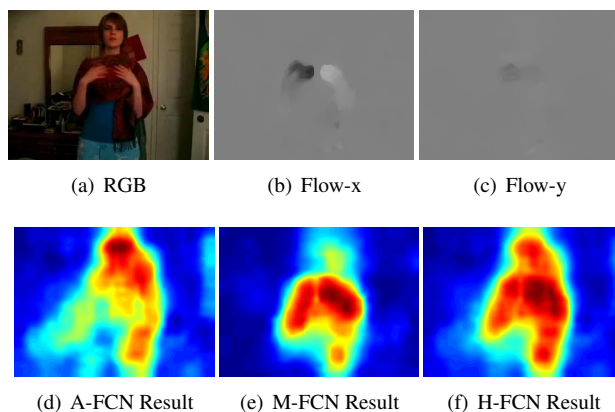 (a) RGB
(b) Flow-x
(c) Flow-y
(d) A-FCN Result
(e) M-FCN Result
(f) H-FCN Result